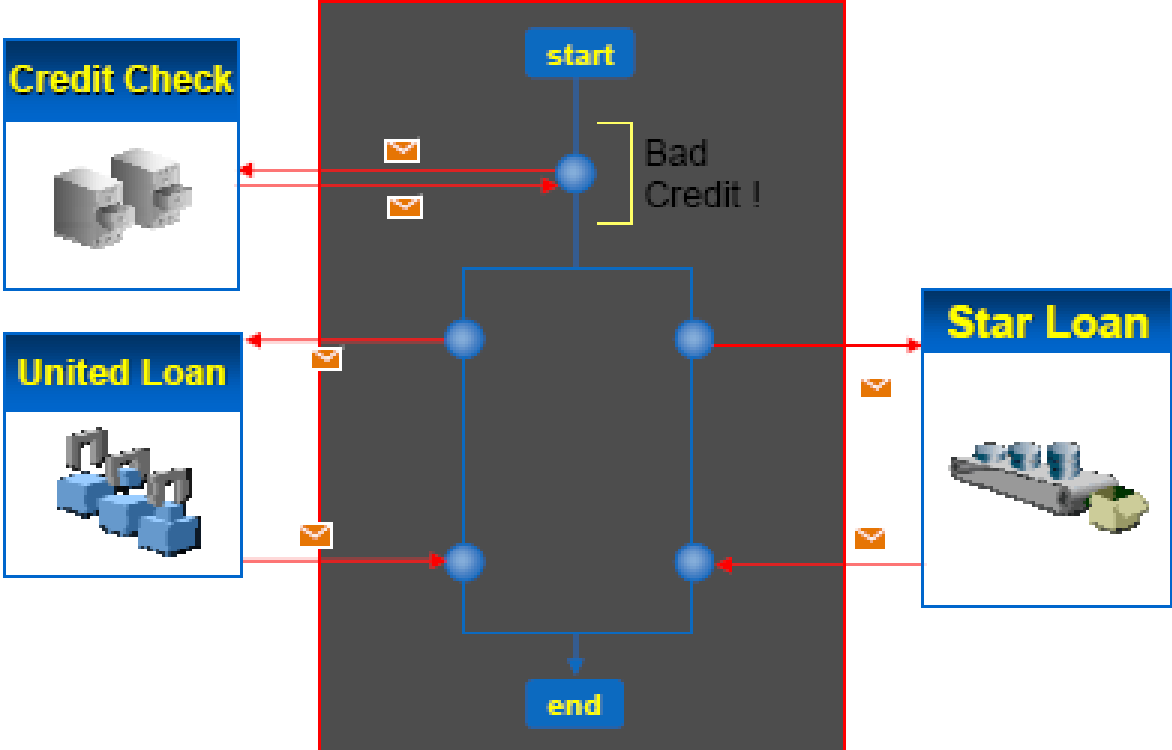 start
Credit Check
Bad
Credit !
Star Loan
United Loan
end